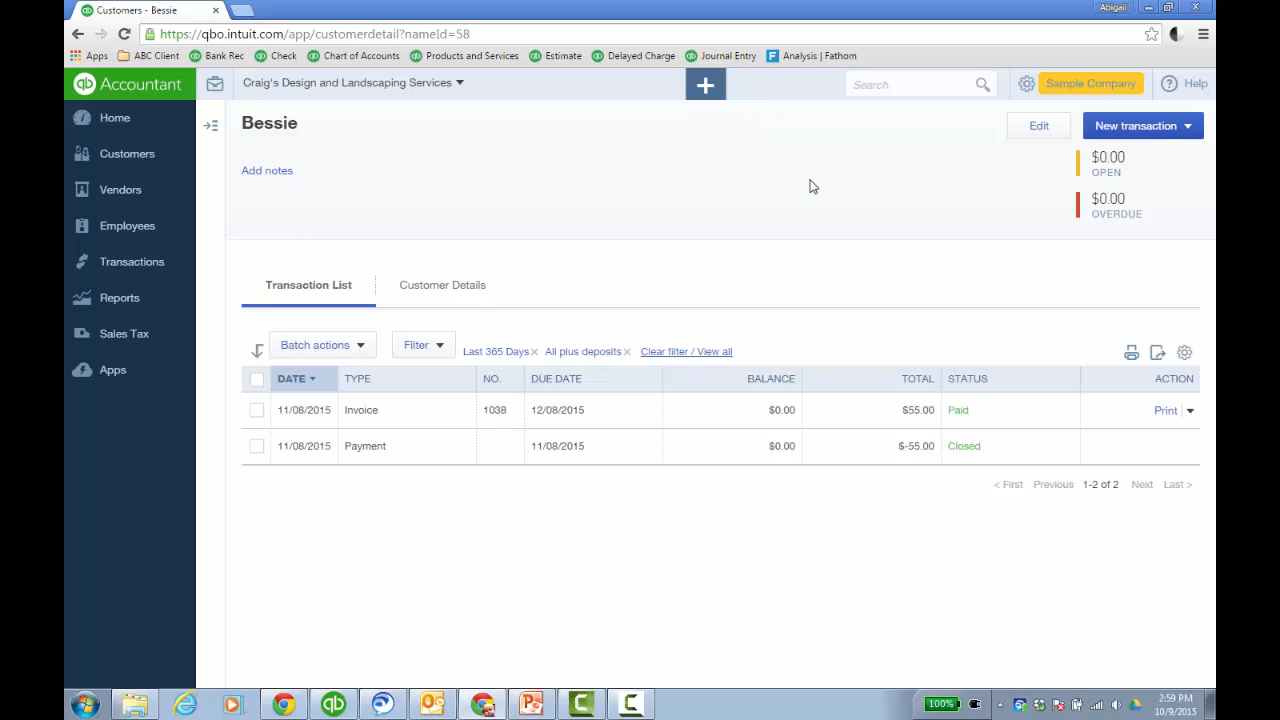 Customers - Bessie
Abigail
https://qbo.intuit.com/app/customerdetail?nameId=58
Apps ABC Client Bank Rec Check Chart of Accounts Products and Services Estimate Delayed Charge Journal Entry Analysis | Fathom
qb Accountant Craig's Design and Landscaping Services + Search Sample Company ? Help
Home
Customers
Vendors
Employees
Transactions
Reports
Sales Tax
Apps
Bessie
Edit New transaction
Add notes
$0.00
OPEN
$0.00
OVERDUE
Transaction List Customer Details
Batch actions Filter Last 365 Days× All plus deposits× Clear filter / View all
DATE TYPE NO. DUE DATE BALANCE TOTAL STATUS ACTION
11/08/2015 Invoice 1038 12/08/2015 $0.00 $55.00 Paid Print
11/08/2015 Payment 11/08/2015 $0.00 $-55.00 Closed
< First Previous 1-2 of 2 Next Last >
100%
2:59 PM
10/9/2015